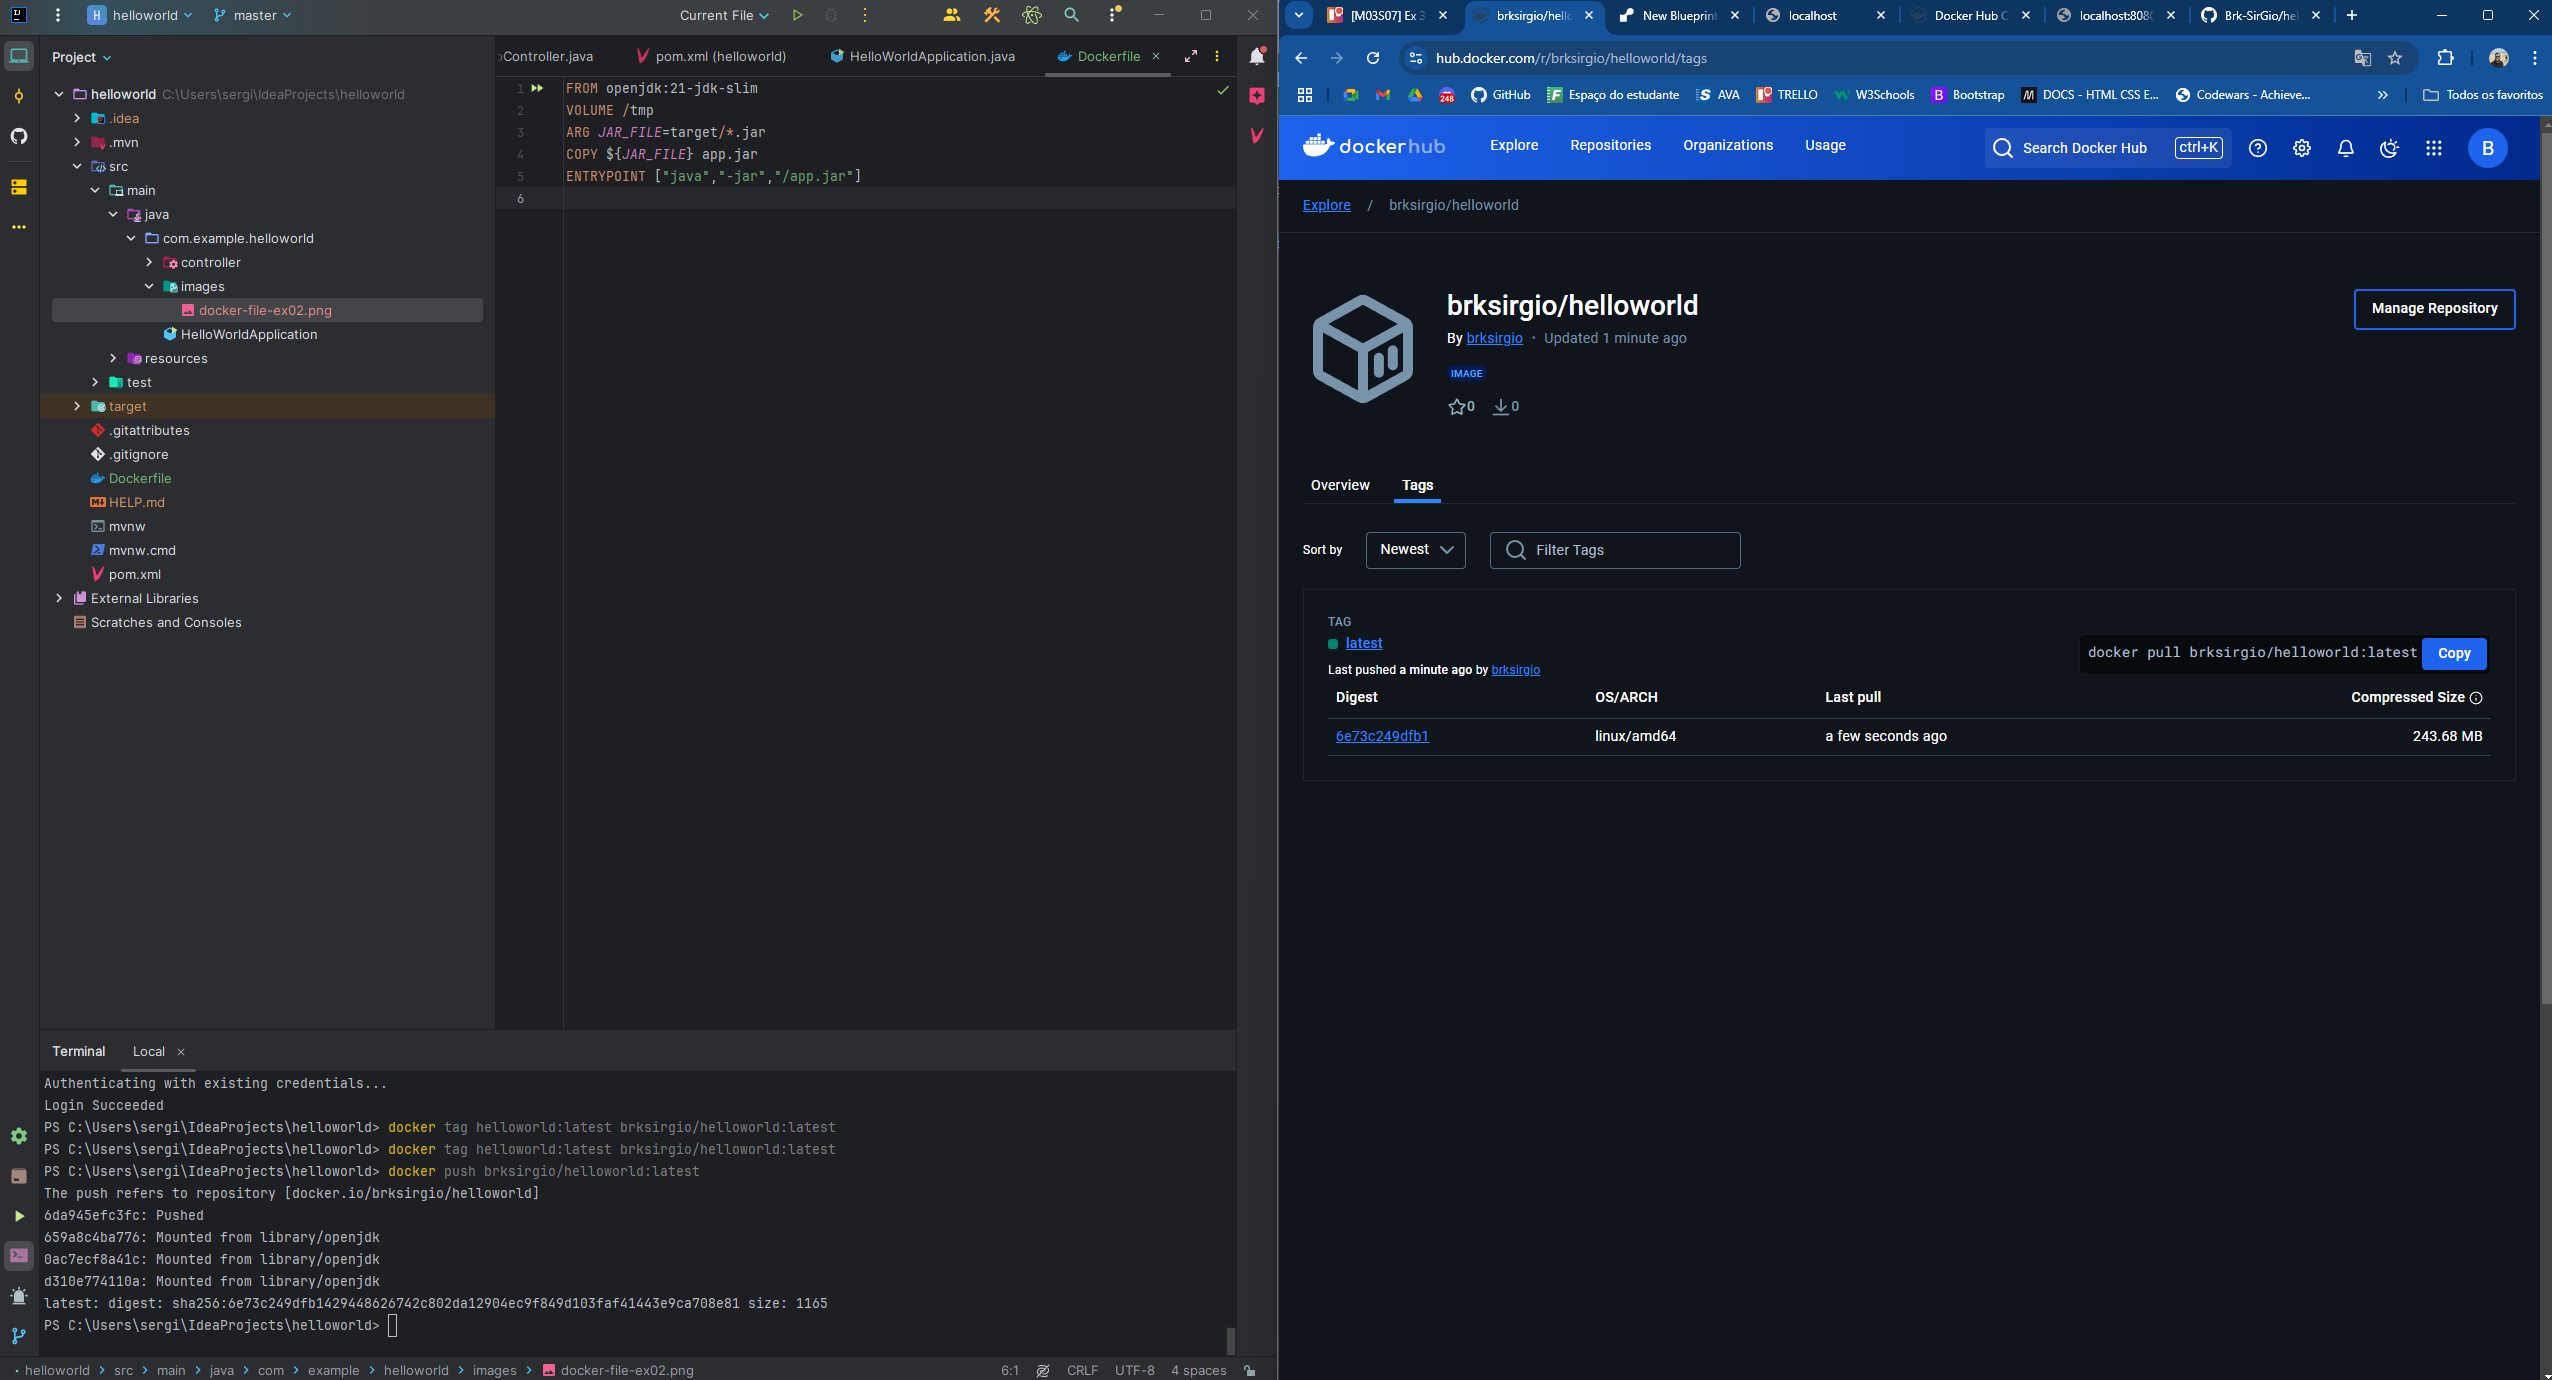 helloworld
master
Current File
Project
oController.java
pom.xml (helloworld)
HelloWorldApplication.java
Dockerfile
helloworld C:\Users\sergi\IdeaProjects\helloworld
.idea
.mvn
src
main
java
com.example.helloworld
controller
images
docker-file-ex02.png
HelloWorldApplication
resources
test
target
.gitattributes
.gitignore
Dockerfile
HELP.md
mvnw
mvnw.cmd
pom.xml
External Libraries
Scratches and Consoles
1 FROM openjdk:21-jdk-slim
2 VOLUME /tmp
3 ARG JAR_FILE=target/*.jar
4 COPY ${JAR_FILE} app.jar
5 ENTRYPOINT ["java","-jar","/app.jar"]
6
Terminal Local
Authenticating with existing credentials...
Login Succeeded
PS C:\Users\sergi\IdeaProjects\helloworld> docker tag helloworld:latest brksirgio/helloworld:latest
PS C:\Users\sergi\IdeaProjects\helloworld> docker tag helloworld:latest brksirgio/helloworld:latest
PS C:\Users\sergi\IdeaProjects\helloworld> docker push brksirgio/helloworld:latest
The push refers to repository [docker.io/brksirgio/helloworld]
6da945efc3fc: Pushed
659a8c4ba776: Mounted from library/openjdk
0ac7ecf8a41c: Mounted from library/openjdk
d310e774110a: Mounted from library/openjdk
latest: digest: sha256:6e73c249dfb1429448626742c802da12904ec9f849d103faf41443e9ca708e81 size: 1165
PS C:\Users\sergi\IdeaProjects\helloworld>
helloworld > src > main > java > com > example > helloworld > images > docker-file-ex02.png
6:1 CRLF UTF-8 4 spaces
[M03S07] Ex 3
brksirgio/hello
New Blueprint
localhost
Docker Hub C
localhost:8080
Brk-SirGio/hel
hub.docker.com/r/brksirgio/helloworld/tags
248
GitHub
Espaço do estudante
AVA
TRELLO
W3Schools
Bootstrap
DOCS - HTML CSS E...
Codewars - Achieve...
Todos os favoritos
dockerhub
Explore
Repositories
Organizations
Usage
Search Docker Hub
ctrl+K
B
Explore / brksirgio/helloworld
brksirgio/helloworld
Manage Repository
By brksirgio • Updated 1 minute ago
IMAGE
0 0
Overview
Tags
Sort by
Newest
Filter Tags
TAG
latest
Last pushed a minute ago by brksirgio
docker pull brksirgio/helloworld:latest
Copy
Digest OS/ARCH Last pull Compressed Size
6e73c249dfb1 linux/amd64 a few seconds ago 243.68 MB